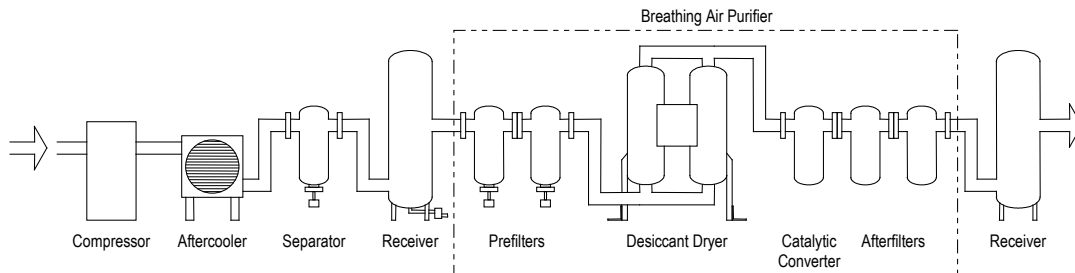 Breathing Air Purifier
Compressor
Aftercooler
Separator
Receiver
Prefilters
Desiccant Dryer
Catalytic
Converter
Afterfilters
Receiver